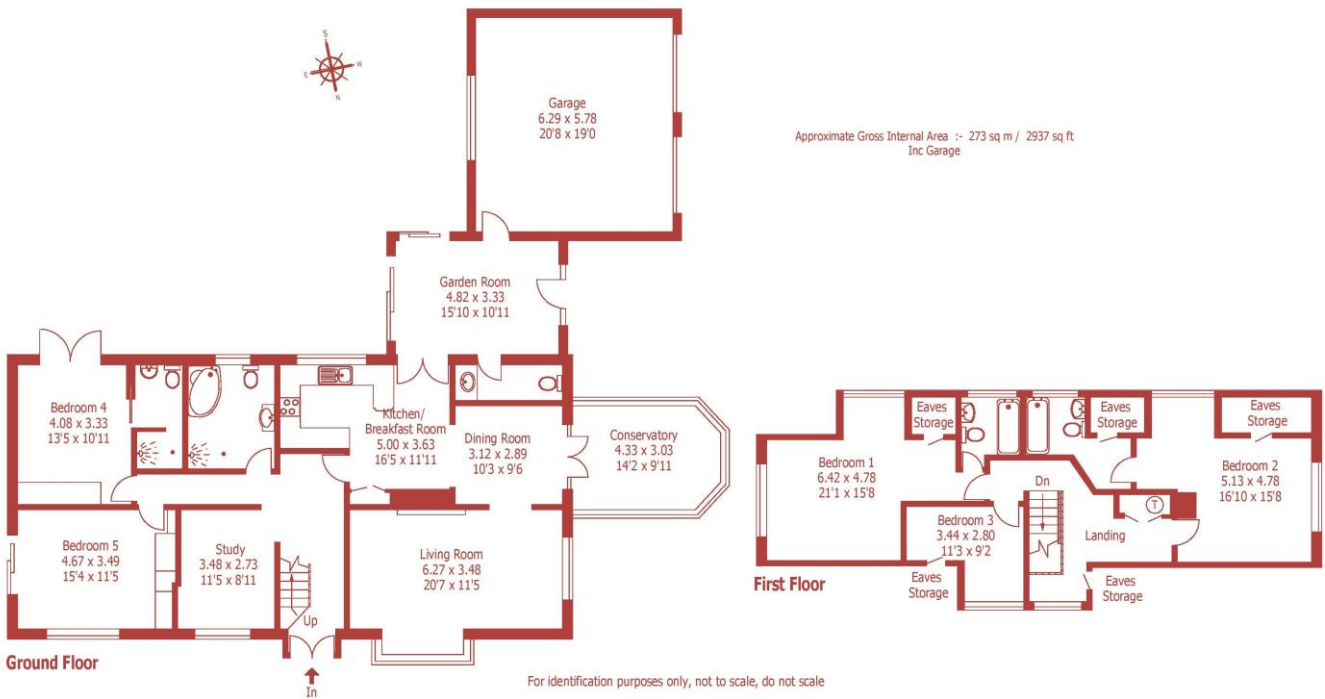 S
E
W
N
Garage
6.29 x 5.78
20'8 x 19'0
Approximate Gross Internal Area :- 273 sq m / 2937 sq ft
Inc Garage
Garden Room
4.82 x 3.33
15'10 x 10'11
Bedroom 4
4.08 x 3.33
13'5 x 10'11
Kitchen/
Breakfast Room
5.00 x 3.63
16'5 x 11'11
Dining Room
3.12 x 2.89
10'3 x 9'6
Conservatory
4.33 x 3.03
14'2 x 9'11
Bedroom 5
4.67 x 3.49
15'4 x 11'5
Study
3.48 x 2.73
11'5 x 8'11
Living Room
6.27 x 3.48
20'7 x 11'5
Up
In
Ground Floor
Eaves
Storage
Eaves
Storage
Eaves
Storage
Bedroom 1
6.42 x 4.78
21'1 x 15'8
Bedroom 2
5.13 x 4.78
16'10 x 15'8
Dn
T
Bedroom 3
3.44 x 2.80
11'3 x 9'2
Landing
Eaves
Storage
Eaves
Storage
First Floor
For identification purposes only, not to scale, do not scale